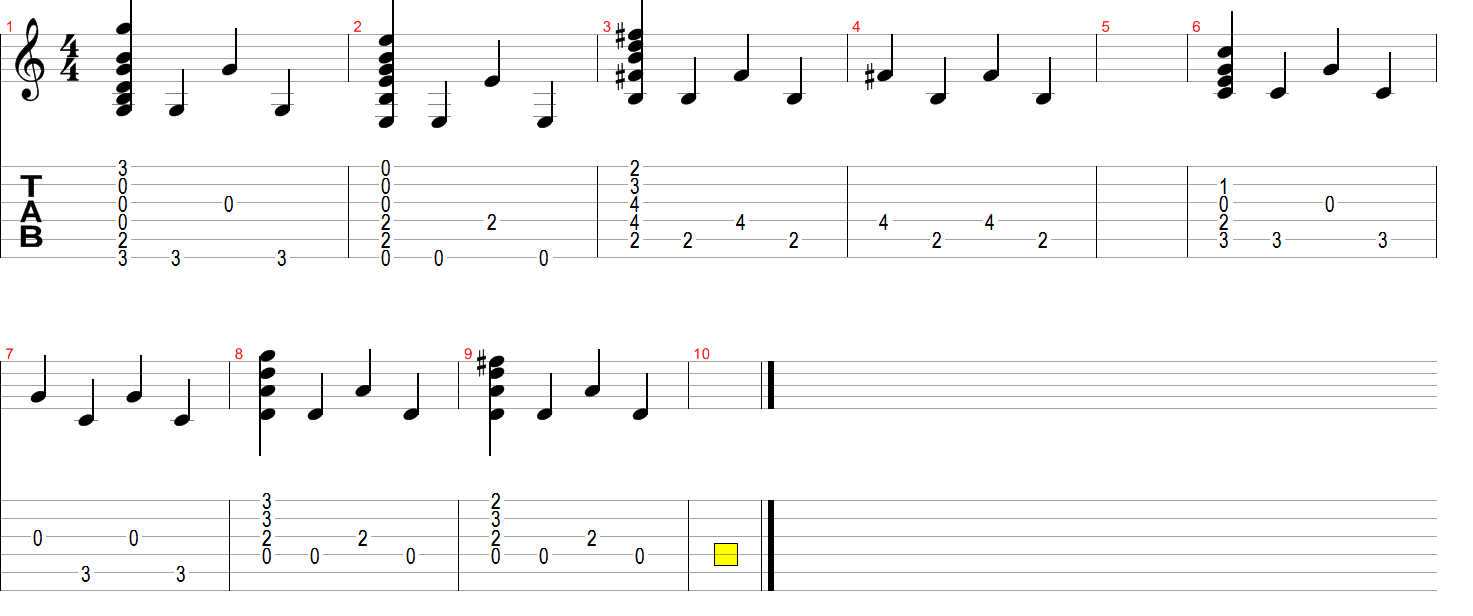 1 2 3 4 5 6
4
4
3 0 0 2 1
T 0 0 3 0
A 0 0 0 4 0
B 0 2 2 4 4 4 4 2
2 2 2 2 2 2 2 3 3 3
3 3 3 0 0 0
7 8 9 10
3 2
3 3
0 0 2 2 2 2
0 0 0 0 0 0
3 3